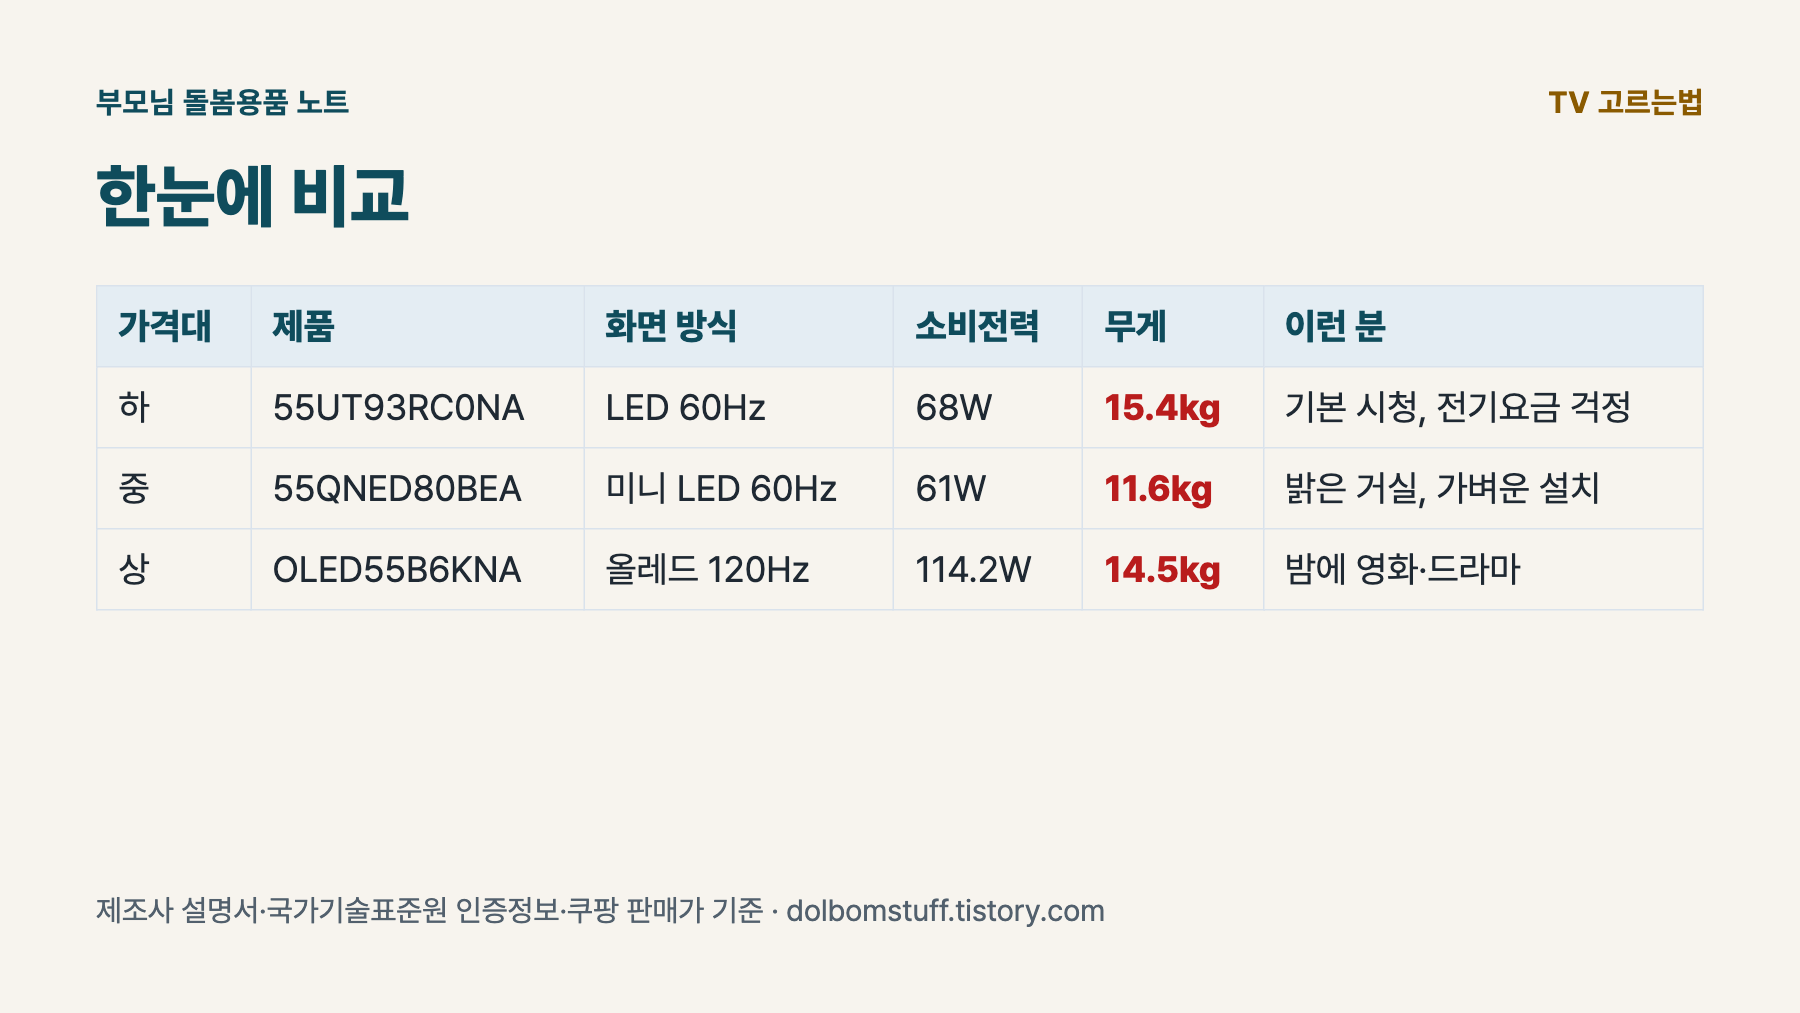 부모님 돌봄용품 노트
TV 고르는법
한눈에 비교
가격대 제품 화면 방식 소비전력 무게 이런 분
하 55UT93RC0NA LED 60Hz 68W 15.4kg 기본 시청, 전기요금 걱정
중 55QNED80BEA 미니 LED 60Hz 61W 11.6kg 밝은 거실, 가벼운 설치
상 OLED55B6KNA 올레드 120Hz 114.2W 14.5kg 밤에 영화·드라마
제조사 설명서·국가기술표준원 인증정보·쿠팡 판매가 기준 · dolbomstuff.tistory.com